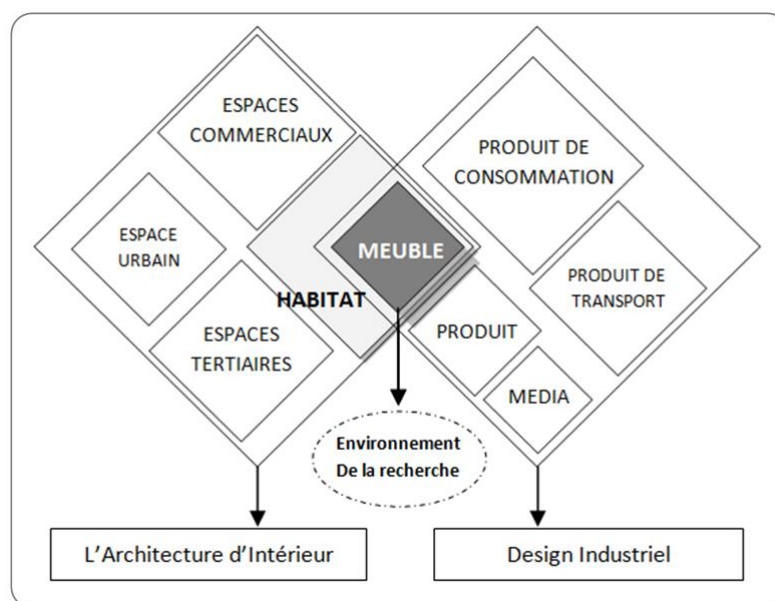 ESPACES
COMMERCIAUX
PRODUIT DE
CONSOMMATION
ESPACE
URBAIN
MEUBLE
HABITAT
PRODUIT DE
TRANSPORT
ESPACES
TERTIAIRES
PRODUIT
MEDIA
Environnement
De la recherche
L’Architecture d’Intérieur
Design Industriel